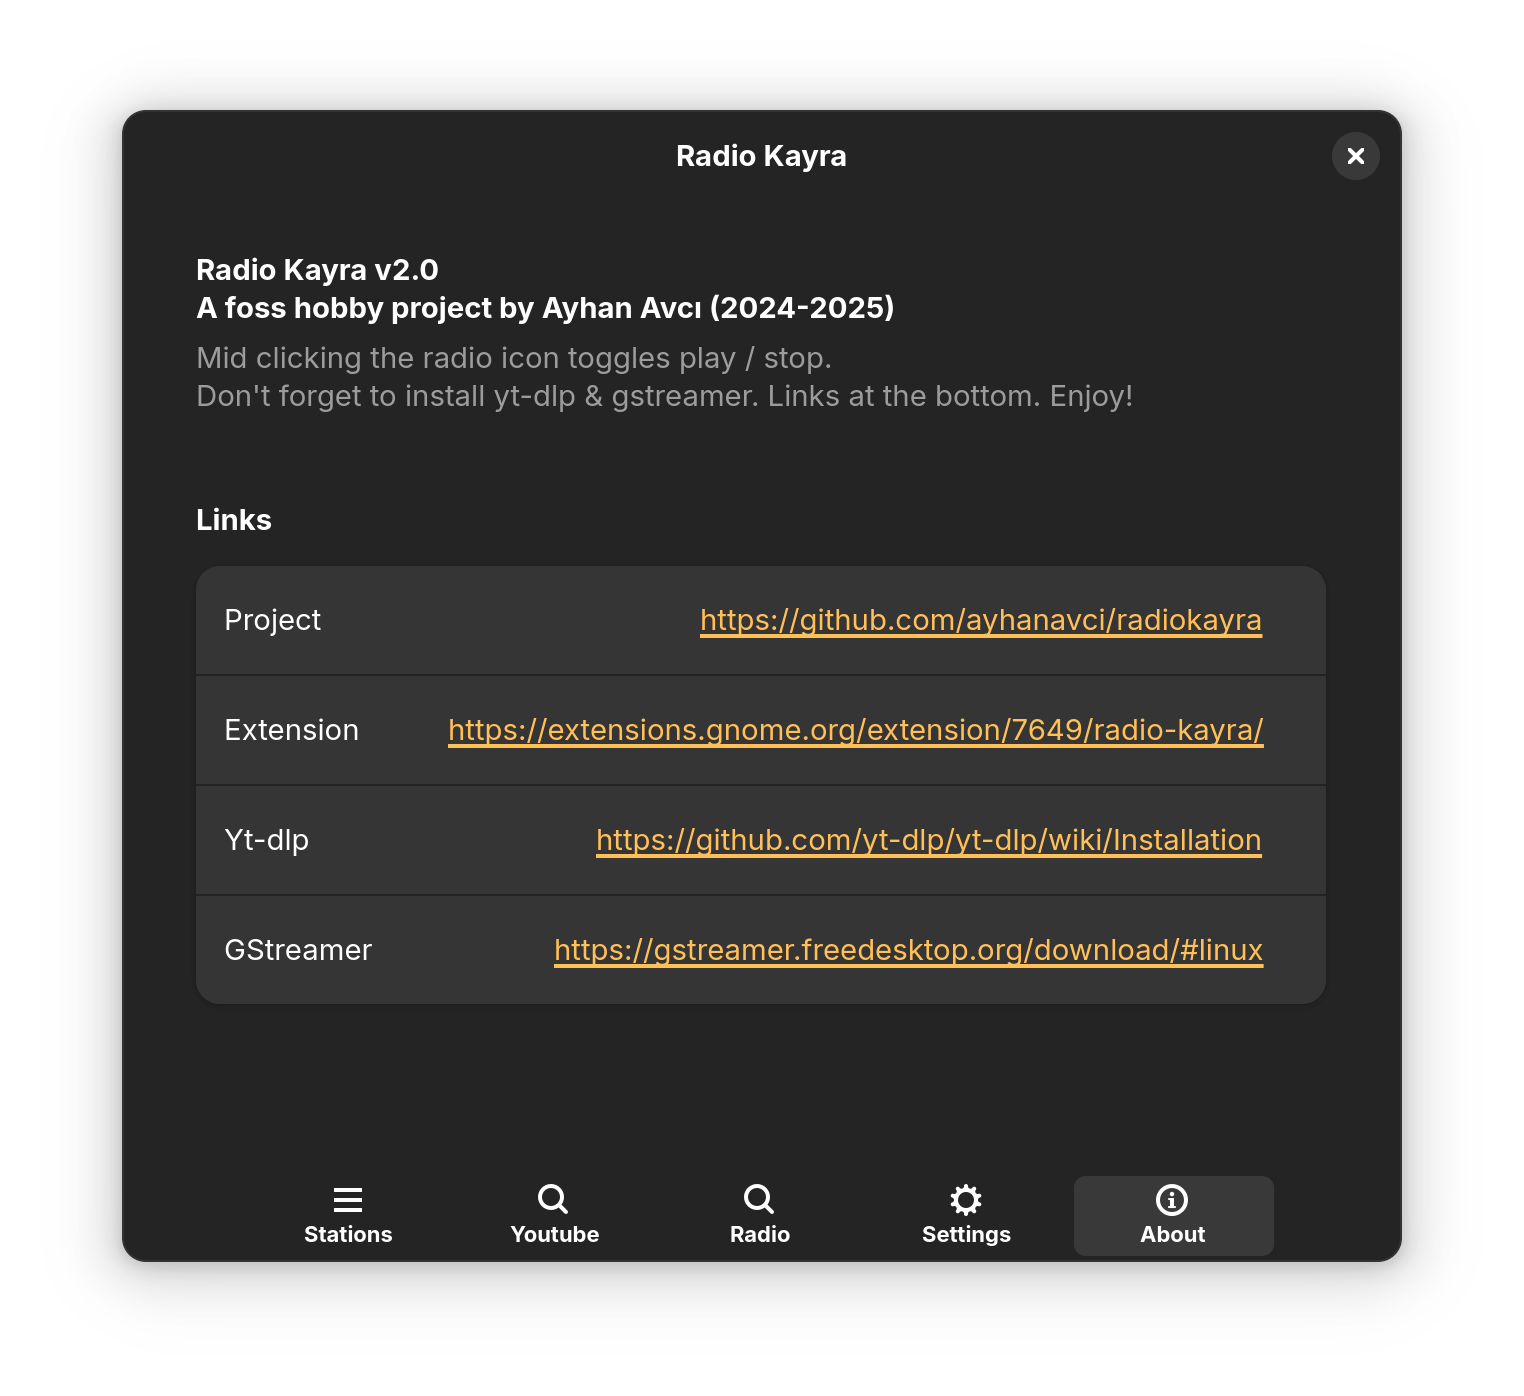 Radio Kayra
Radio Kayra v2.0
A foss hobby project by Ayhan Avcı (2024-2025)
Mid clicking the radio icon toggles play / stop.
Don't forget to install yt-dlp & gstreamer. Links at the bottom. Enjoy!
Links
Project https://github.com/ayhanavci/radiokayra
Extension https://extensions.gnome.org/extension/7649/radio-kayra/
Yt-dlp https://github.com/yt-dlp/yt-dlp/wiki/Installation
GStreamer https://gstreamer.freedesktop.org/download/#linux
Stations Youtube Radio Settings About